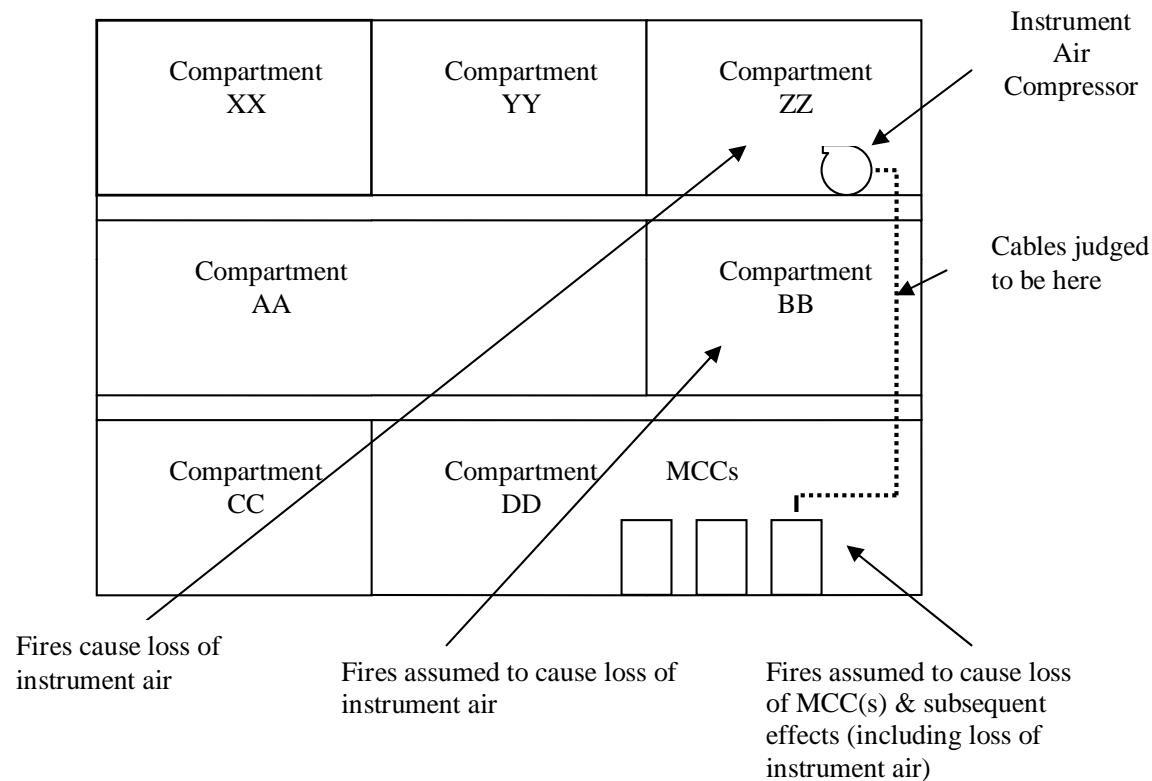 Compartment
XX
Compartment
YY
Compartment
ZZ
Instrument
Air
Compressor
Compartment
AA
Compartment
BB
Cables judged
to be here
Compartment
CC
Compartment
DD
MCCs
Fires cause loss of
instrument air
Fires assumed to cause loss of
instrument air
Fires assumed to cause loss
of MCC(s) & subsequent
effects (including loss of
instrument air)